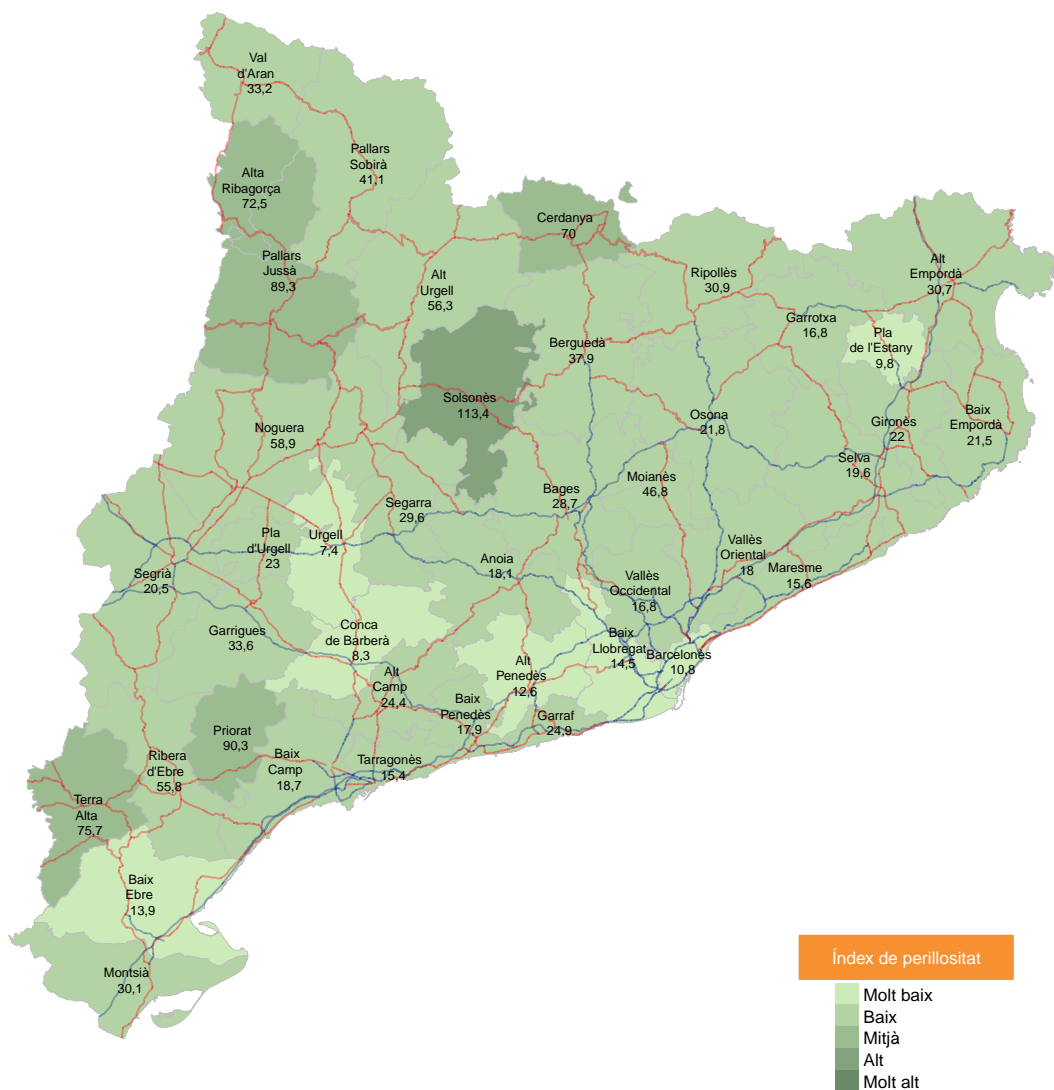 Val
d'Aran
33,2
Pallars
Sobirà
41,1
Alta
Ribagorça
72,5
Cerdanya
70
Pallars
Jussà
89,3
Alt
Urgell
56,3
Ripollès
30,9
Alt
Empordà
30,7
Garrotxa
16,8
Pla
de l'Estany
9,8
Berguedà
37,9
Solsonès
113,4
Osona
21,8
Gironès
22
Baix
Empordà
21,5
Noguera
58,9
Selva
19,6
Moianès
46,8
Bages
28,7
Segarra
29,6
Urgell
7,4
Pla
d'Urgell
23
Vallès
Oriental
18
Anoia
18,1
Maresme
15,6
Segrià
20,5
Vallès
Occidental
16,8
Garrigues
33,6
Conca
de Barberà
8,3
Baix
Llobregat
14,5
Barcelonès
10,8
Alt
Penedès
12,6
Alt
Camp
24,4
Baix
Penedès
17,9
Garraf
24,9
Priorat
90,3
Ribera
d'Ebre
55,8
Baix
Camp
18,7
Tarragonès
15,4
Terra
Alta
75,7
Baix
Ebre
13,9
Montsià
30,1
Índex de perillositat
Molt baix
Baix
Mitjà
Alt
Molt alt